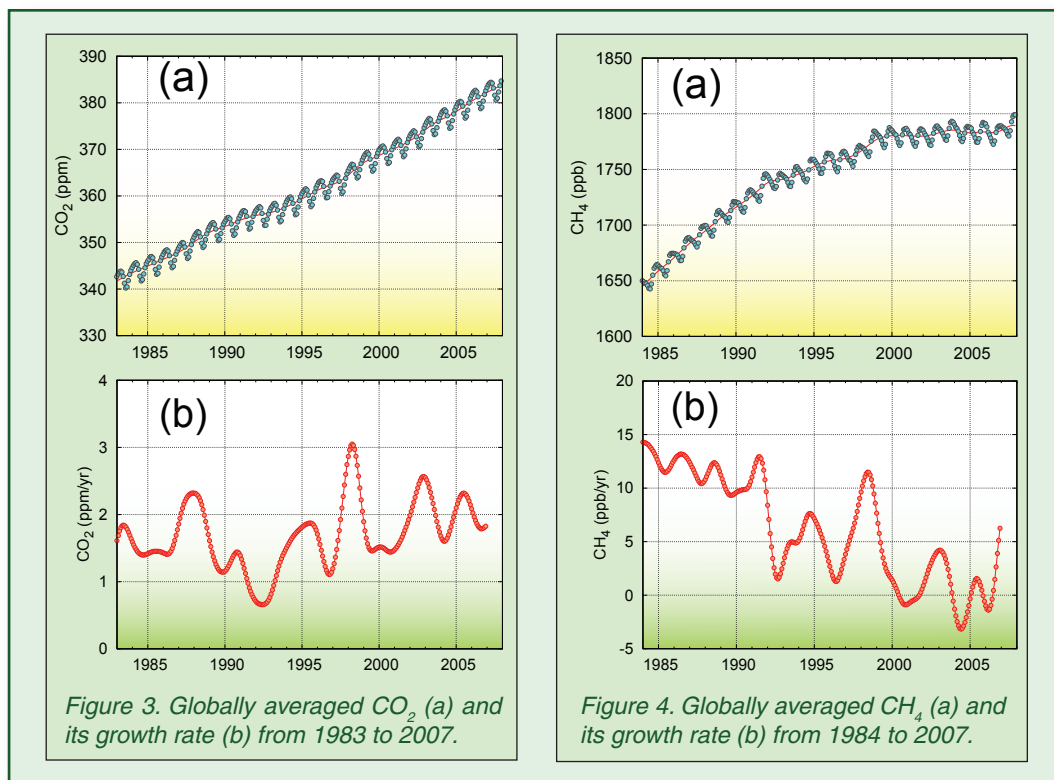 (a)
390
380
370
360
350
340
330
CO2 (ppm)
1985 1990 1995 2000 2005
(b)
4
3
2
1
0
CO2 (ppm/yr)
1985 1990 1995 2000 2005
Figure 3. Globally averaged CO2 (a) and
its growth rate (b) from 1983 to 2007.
(a)
1850
1800
1750
1700
1650
1600
CH4 (ppb)
1985 1990 1995 2000 2005
(b)
20
15
10
5
0
-5
CH4 (ppb/yr)
1985 1990 1995 2000 2005
Figure 4. Globally averaged CH4 (a) and
its growth rate (b) from 1984 to 2007.